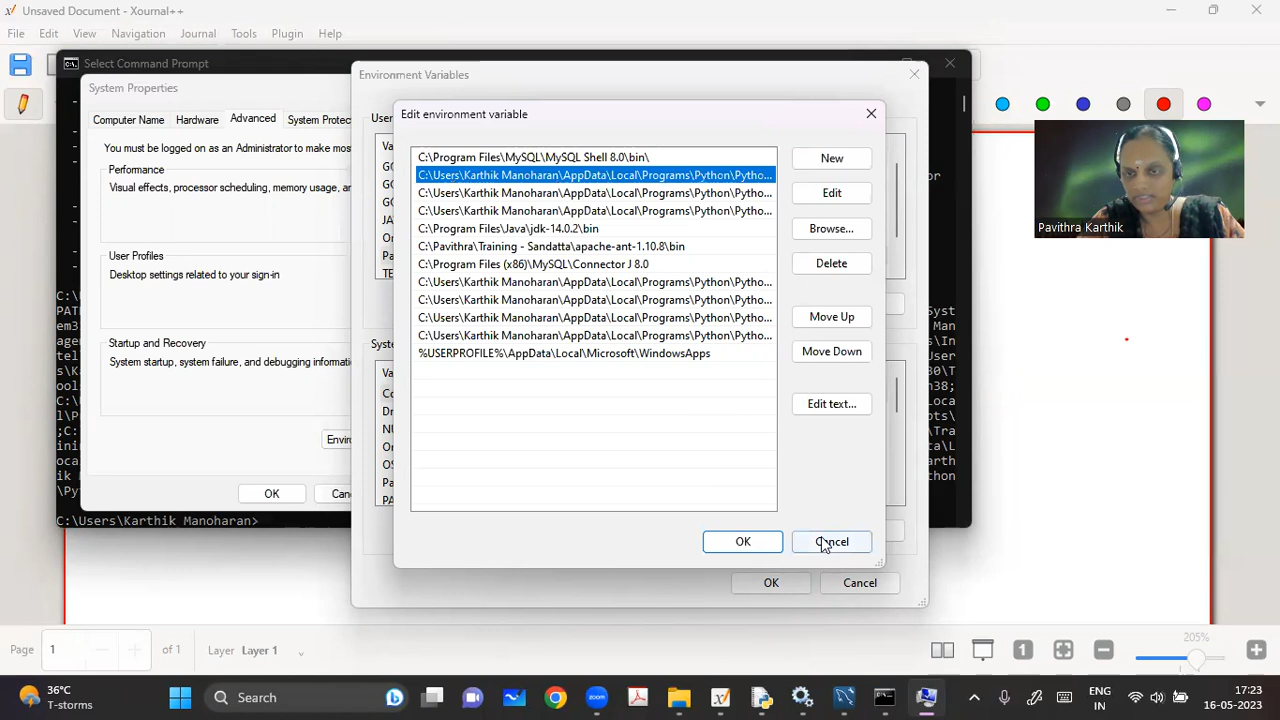 Unsaved Document - Xournal++
File Edit View Navigation Journal Tools Plugin Help
Select Command Prompt
Environment Variables
System Properties
Edit environment variable
Computer Name Hardware Advanced System Protec
You must be logged on as an Administrator to make mos
Performance
Visual effects, processor scheduling, memory usage, a
User Profiles
Desktop settings related to your sign-in
Startup and Recovery
System startup, system failure, and debugging informati
Enviro
OK Canc
C:\Program Files\MySQL\MySQL Shell 8.0\bin\
C:\Users\Karthik Manoharan\AppData\Local\Programs\Python\Pytho...
C:\Users\Karthik Manoharan\AppData\Local\Programs\Python\Pytho...
C:\Users\Karthik Manoharan\AppData\Local\Programs\Python\Pytho...
C:\Program Files\Java\jdk-14.0.2\bin
C:\Pavithra\Training - Sandatta\apache-ant-1.10.8\bin
C:\Program Files (x86)\MySQL\Connector J 8.0
C:\Users\Karthik Manoharan\AppData\Local\Programs\Python\Pytho...
C:\Users\Karthik Manoharan\AppData\Local\Programs\Python\Pytho...
C:\Users\Karthik Manoharan\AppData\Local\Programs\Python\Pytho...
C:\Users\Karthik Manoharan\AppData\Local\Programs\Python\Pytho...
%USERPROFILE%\AppData\Local\Microsoft\WindowsApps
New
Edit
Browse...
Delete
Move Up
Move Down
Edit text...
OK Cancel
OK Cancel
C:\Users\Karthik Manoharan>
Pavithra Karthik
Page 1 of 1 Layer Layer 1
205%
36°C
T-storms
Search
ENG
IN
17:23
16-05-2023